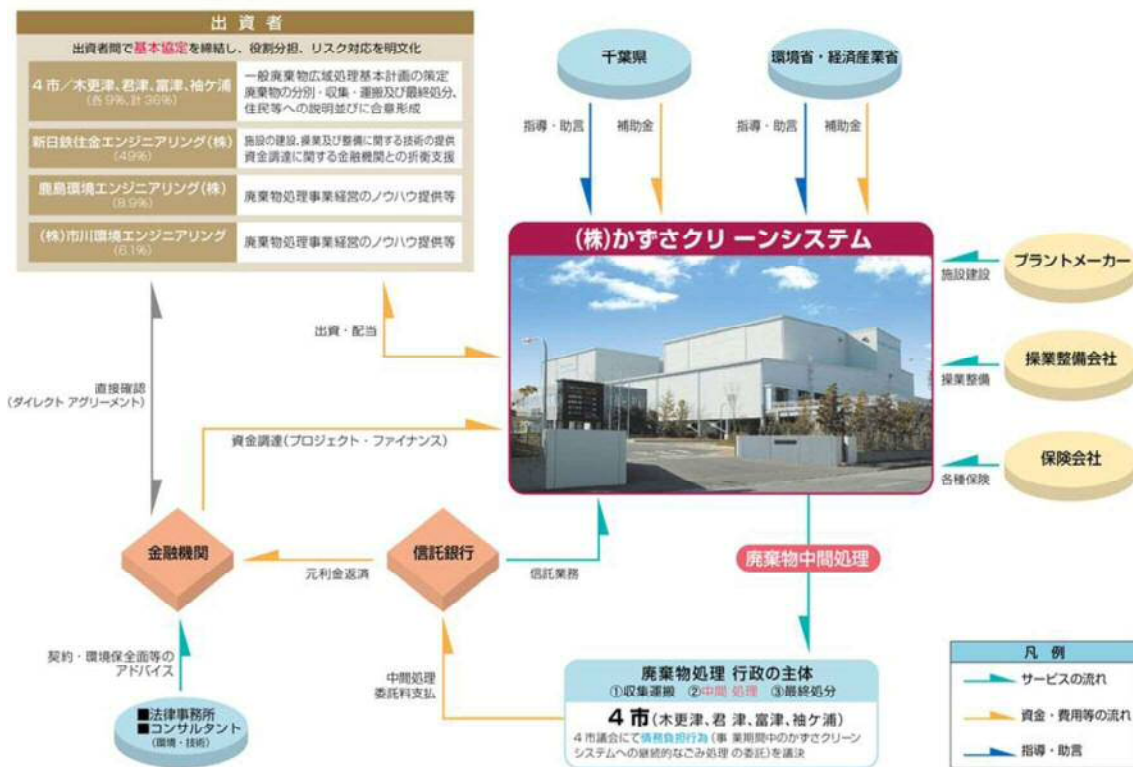 出 資 者
出資者間で基本協定を締結し、役割分担、リスク対応を明文化
4市／木更津、君津、富津、袖ケ浦
(各9%、計36%)
一般廃棄物広域処理基本計画の策定
廃棄物の分別・収集・運搬及び最終処分、
住民等への説明並びに合意形成
新日鉄住金エンジニアリング(株)
(49%)
施設の建設、操業及び整備に関する技術の提供
資金調達に関する金融機関との折衝支援
鹿島環境エンジニアリング(株)
(8.9%)
廃棄物処理事業経営のノウハウ提供等
(株)市川環境エンジニアリング
(6.1%)
廃棄物処理事業経営のノウハウ提供等
千葉県
環境省・経済産業省
指導・助言
補助金
指導・助言
補助金
(株)かずさクリーンシステム
プラントメーカー
施設建設
操業整備会社
操業整備
保険会社
各種保険
出資・配当
直接確認
(ダイレクト アグリーメント)
資金調達(プロジェクト・ファイナンス)
金融機関
信託銀行
元利金返済
信託業務
廃棄物中間処理
契約・環境保全面等の
アドバイス
■法律事務所
■コンサルタント
(環境・技術)
中間処理
委託料支払
廃棄物処理 行政の主体
①収集運搬 ②中間 処理 ③最終処分
4市(木更津、君 津、富津、袖ケ浦)
4市議会にて債務負担行為(事 業期間中のかずさクリーン
システムへの継続的なごみ処理 の委託)を議決
凡 例
サービスの流れ
資金・費用等の流れ
指導・助言